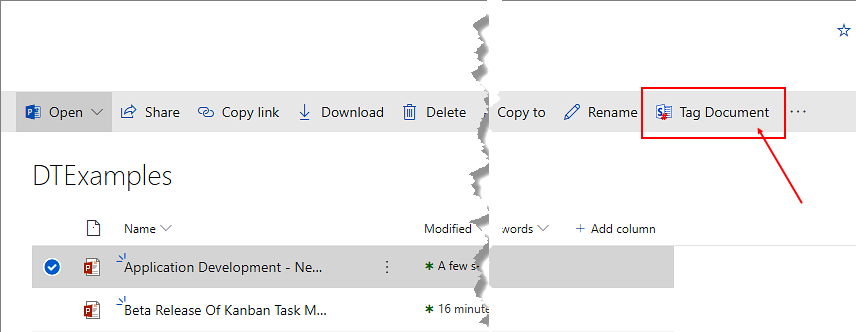 Open Share Copy link Download Delete Copy to Rename Tag Document ...
DTExamples
Name Modified words + Add column
Application Development - Ne... A few s
Beta Release Of Kanban Task M... 16 minute